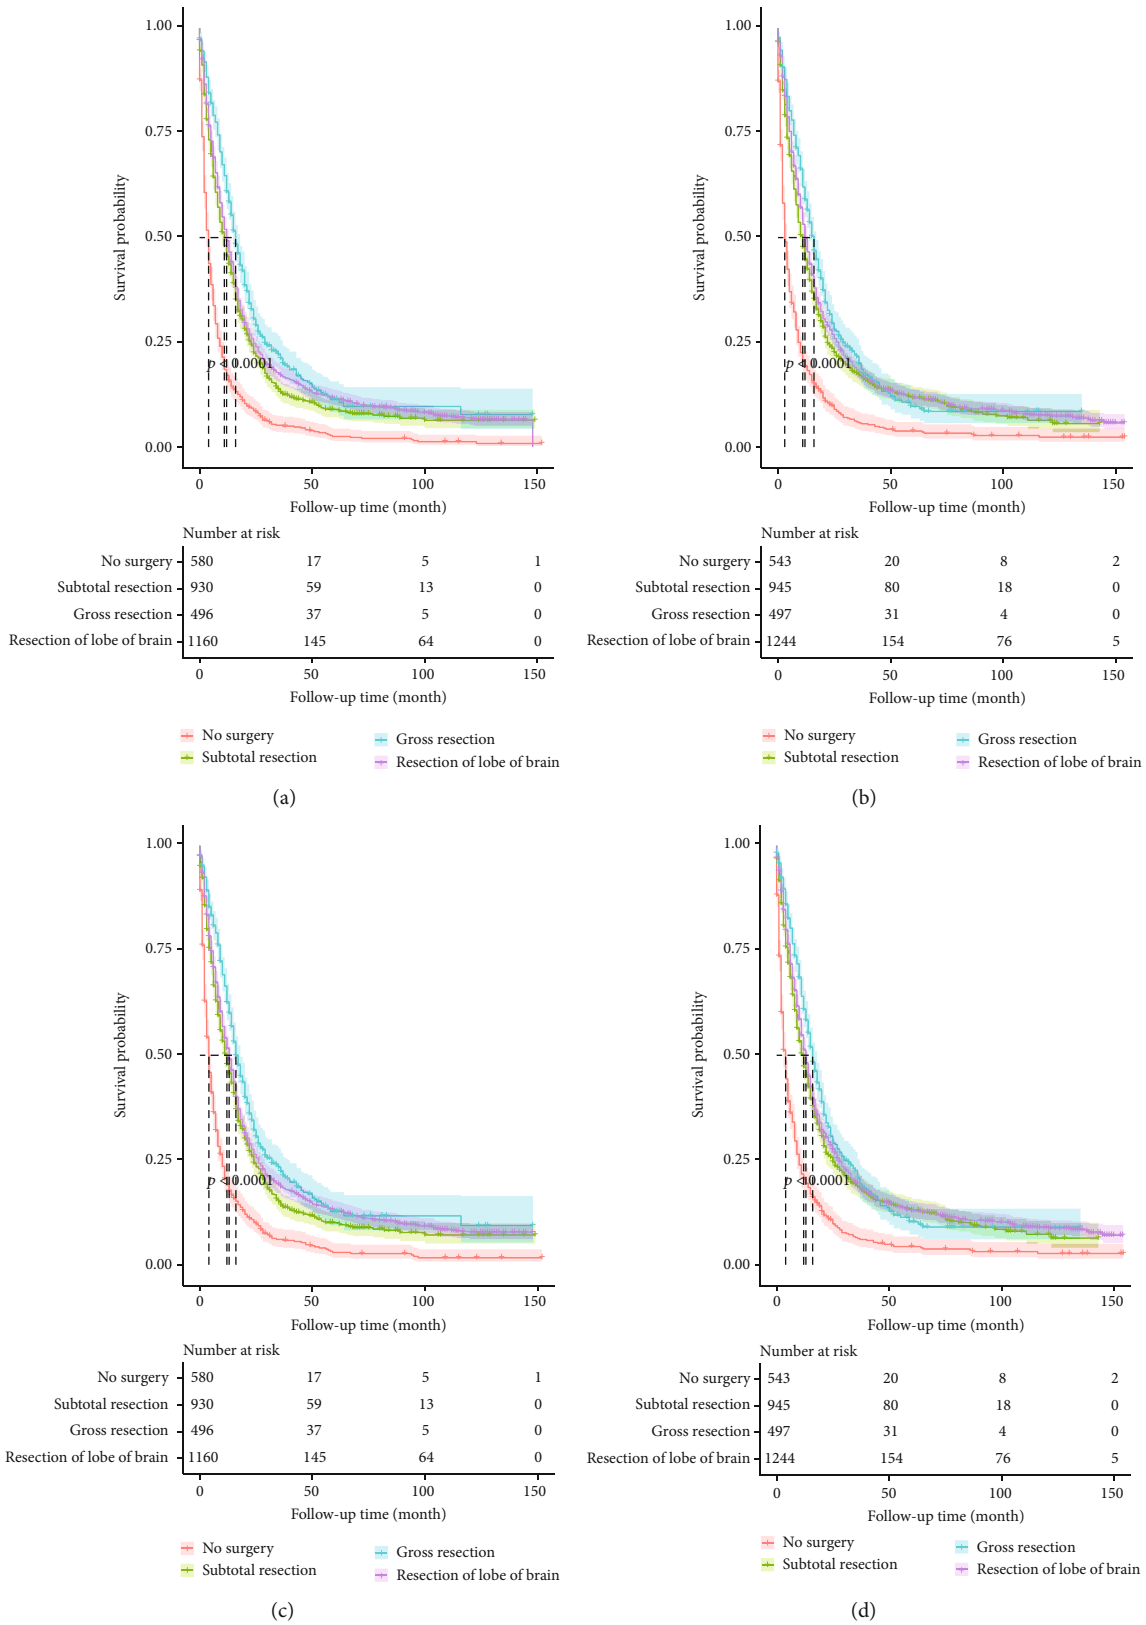 1.00
0.75
0.50
0.25
0.00
Survival probability
p < 0.0001
0 50 100 150
Follow-up time (month)
Number at risk
No surgery 580 17 5 1
Subtotal resection 930 59 13 0
Gross resection 496 37 5 0
Resection of lobe of brain 1160 145 64 0
0 50 100 150
Follow-up time (month)
No surgery
Subtotal resection
Gross resection
Resection of lobe of brain
(a)
1.00
0.75
0.50
0.25
0.00
Survival probability
p < 0.0001
0 50 100 150
Follow-up time (month)
Number at risk
No surgery 543 20 8 2
Subtotal resection 945 80 18 0
Gross resection 497 31 4 0
Resection of lobe of brain 1244 154 76 5
0 50 100 150
Follow-up time (month)
No surgery
Subtotal resection
Gross resection
Resection of lobe of brain
(b)
1.00
0.75
0.50
0.25
0.00
Survival probability
p < 0.0001
0 50 100 150
Follow-up time (month)
Number at risk
No surgery 580 17 5 1
Subtotal resection 930 59 13 0
Gross resection 496 37 5 0
Resection of lobe of brain 1160 145 64 0
0 50 100 150
Follow-up time (month)
No surgery
Subtotal resection
Gross resection
Resection of lobe of brain
(c)
1.00
0.75
0.50
0.25
0.00
Survival probability
p < 0.0001
0 50 100 150
Follow-up time (month)
Number at risk
No surgery 543 20 8 2
Subtotal resection 945 80 18 0
Gross resection 497 31 4 0
Resection of lobe of brain 1244 154 76 5
0 50 100 150
Follow-up time (month)
No surgery
Subtotal resection
Gross resection
Resection of lobe of brain
(d)